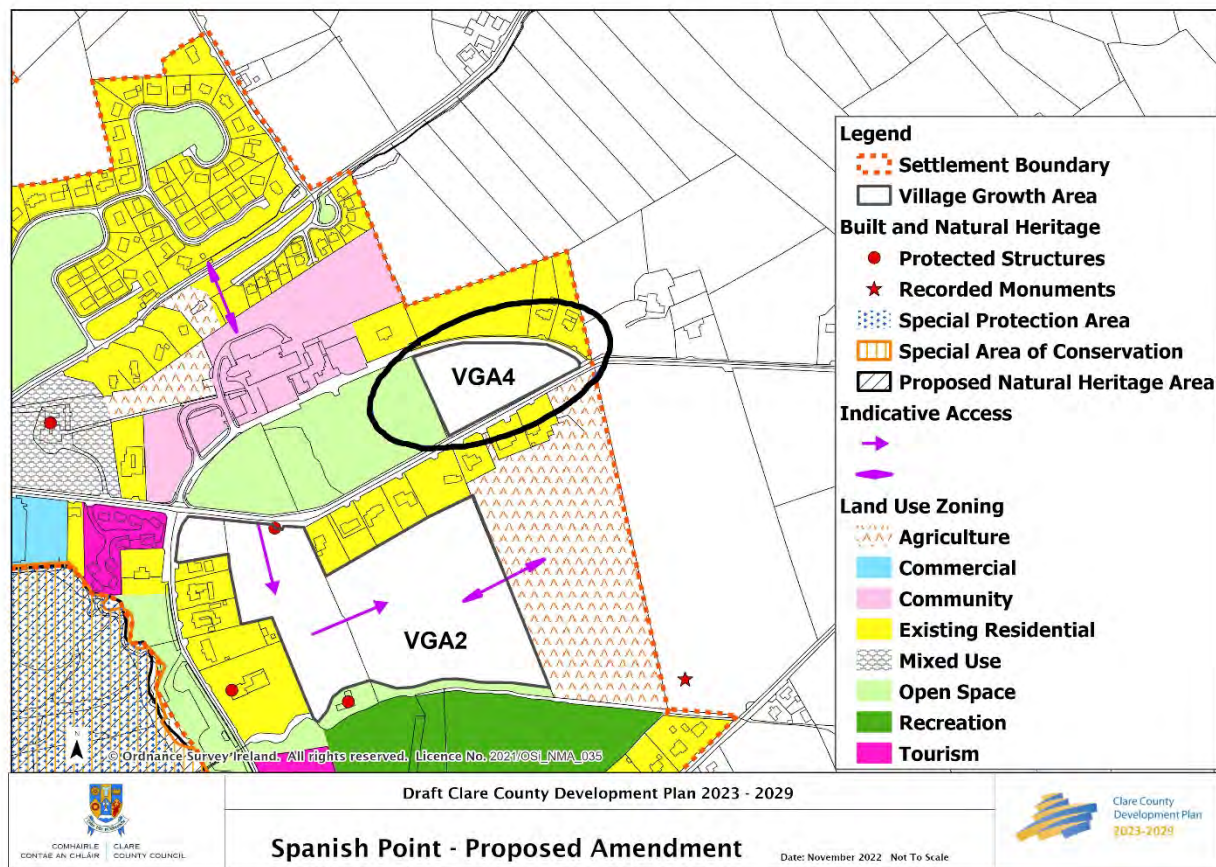 VGA4
VGA2
N
© Ordnance Survey Ireland. All rights reserved. Licence No. 2021/OSi_NMA_035
Legend
Settlement Boundary
Village Growth Area
Built and Natural Heritage
Protected Structures
Recorded Monuments
Special Protection Area
Special Area of Conservation
Proposed Natural Heritage Area
Indicative Access
Land Use Zoning
Agriculture
Commercial
Community
Existing Residential
Mixed Use
Open Space
Recreation
Tourism
COMHAIRLE CONTAE AN CHLÁIR
CLARE COUNTY COUNCIL
Draft Clare County Development Plan 2023 - 2029
Spanish Point - Proposed Amendment
Date: November 2022 Not To Scale
Clare County
Development Plan
2023-2029